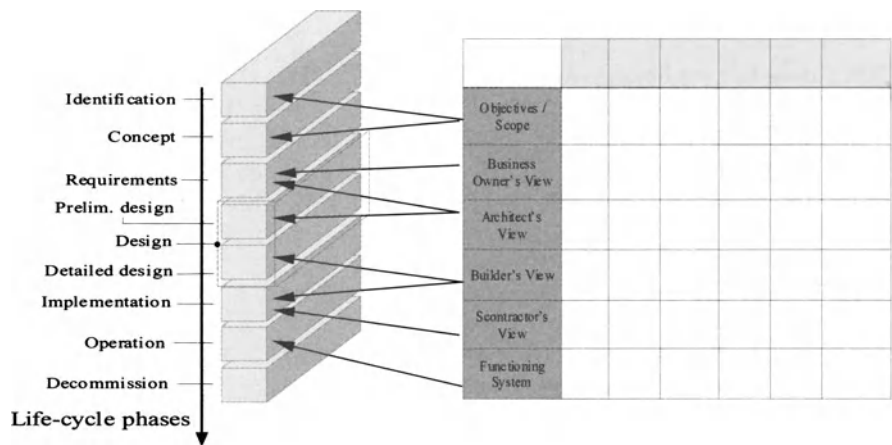 Identification
Concept
Requirements
Prelim. design
Design
Detailed design
Implementation
Operation
Decommission
Life-cycle phases
Objectives /
Scope
Business
Owner's View
Architect's
View
Builder's View
Scontractor's
View
Functioning
System